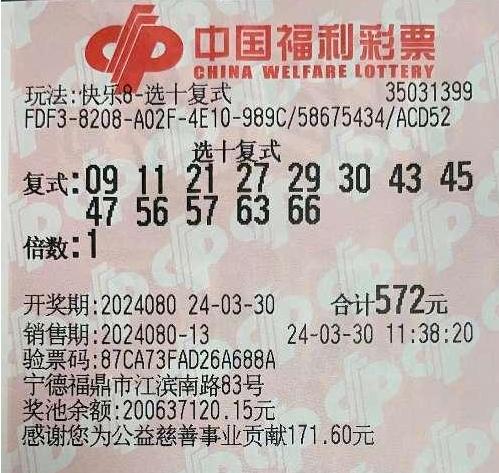 中国福利彩票
CHINA WELFARE LOTTERY
玩法:快乐8-选十复式 35031399
FDF3-8208-A02F-4E10-989C/58675434/ACD52
选十复式
复式:09 11 21 27 29 30 43 45
47 56 57 63 66
倍数:1
开奖期:2024080 24-03-30 合计572元
销售期:2024080-13 24-03-30 11:38:20
验票码:87CA73FAD26A688A
宁德福鼎市江滨南路83号
奖池余额:200637120.15元
感谢您为公益慈善事业贡献171.60元